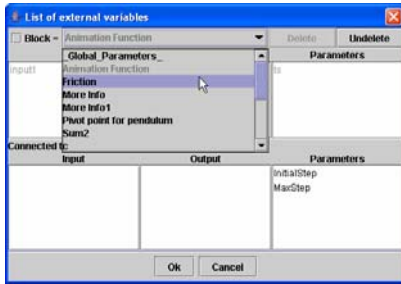 List of external variables
Block = Animation Function Delete Undelete
_Global_Parameters_ Parameters
input1 Animation Function ts
Friction
More Info
More Info1
Pivot point for pendulum
Sum2
Connected tc
Input Output Parameters
InitialStep
MaxStep
Ok Cancel